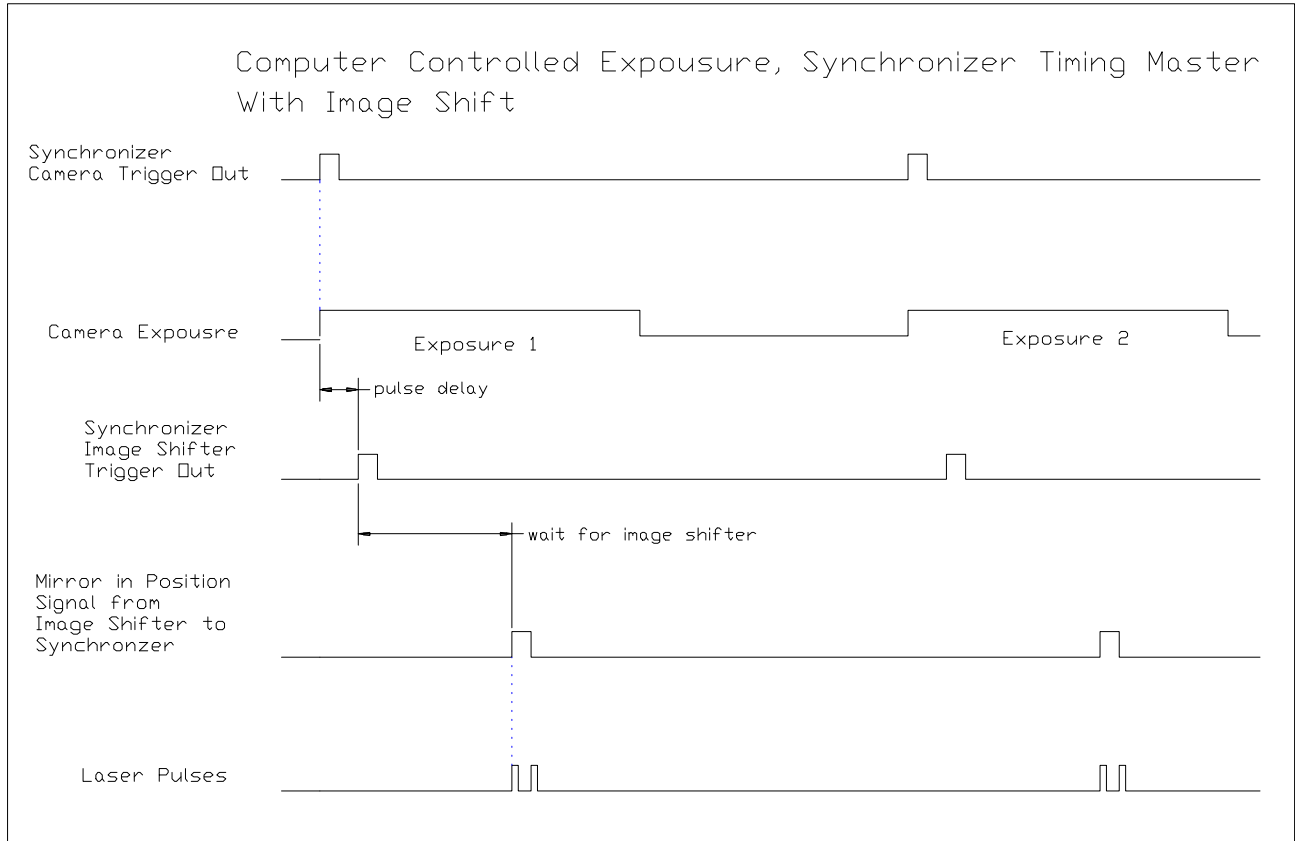 Computer Controlled Expousure, Synchronizer Timing Master
With Image Shift
Synchronizer
Camera Trigger Out
Camera Expousre
Exposure 1
Exposure 2
pulse delay
Synchronizer
Image Shifter
Trigger Out
wait for image shifter
Mirror in Position
Signal from
Image Shifter to
Synchronzer
Laser Pulses